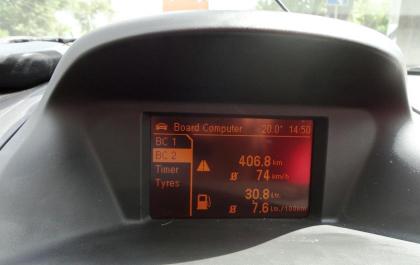 Board Computer 20.0° 14:50
BC 1
BC 2
406.8 km
Timer
Ø 74 km/h
Tyres
30.8 Ltr.
Ø 7.6 Ltr./100km